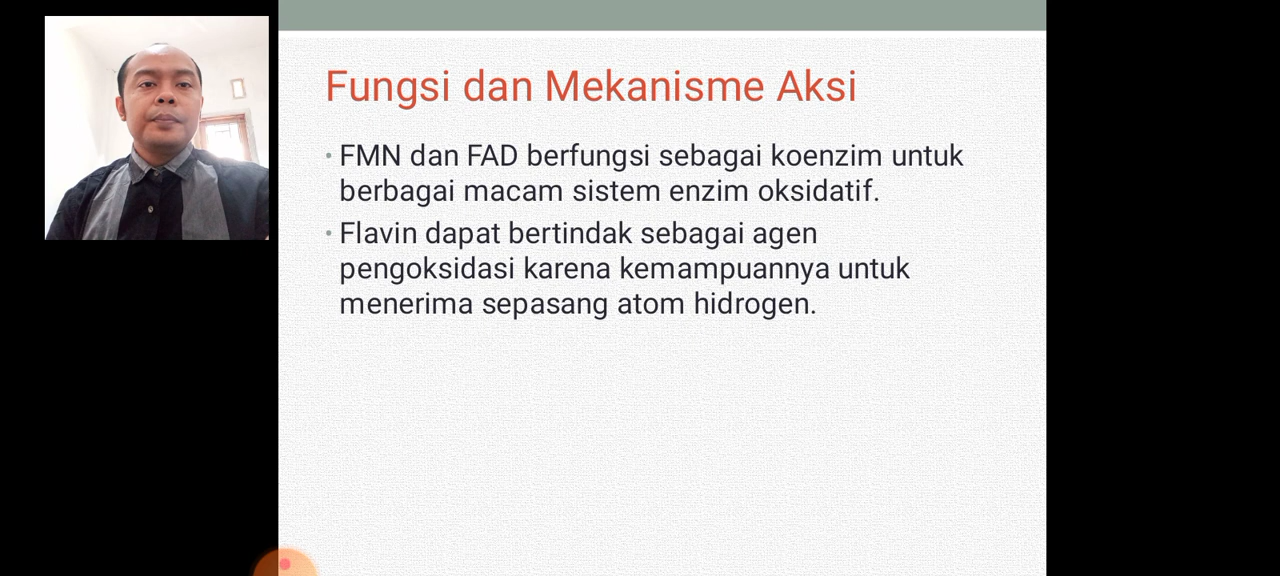 Fungsi dan Mekanisme Aksi
• FMN dan FAD berfungsi sebagai koenzim untuk
berbagai macam sistem enzim oksidatif.
• Flavin dapat bertindak sebagai agen
pengoksidasi karena kemampuannya untuk
menerima sepasang atom hidrogen.